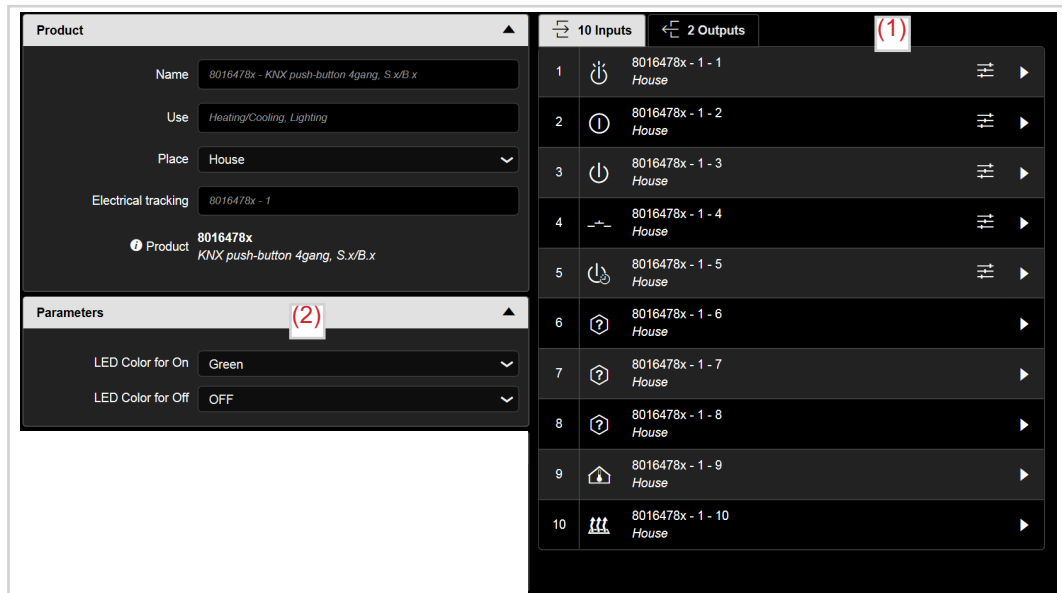 Product
Name
8016478x - KNX push-button 4gang, S.x/B.x
Use
Heating/Cooling, Lighting
Place
House
Electrical tracking
8016478x - 1
Product
8016478x
KNX push-button 4gang, S.x/B.x
Parameters
(2)
LED Color for On
Green
LED Color for Off
OFF
10 Inputs
2 Outputs
(1)
1
8016478x - 1 - 1
House
2
8016478x - 1 - 2
House
3
8016478x - 1 - 3
House
4
8016478x - 1 - 4
House
5
8016478x - 1 - 5
House
6
8016478x - 1 - 6
House
7
8016478x - 1 - 7
House
8
8016478x - 1 - 8
House
9
8016478x - 1 - 9
House
10
8016478x - 1 - 10
House